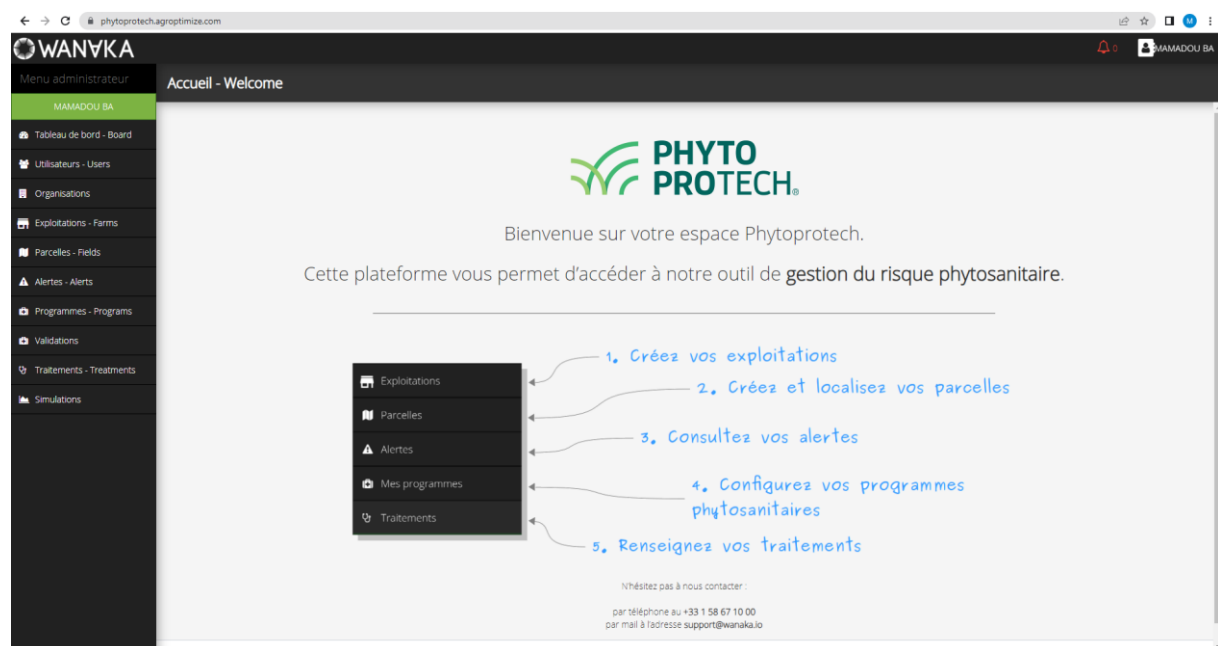 phytoprotech.agroptimize.com
M
WANAKA
0
MAMADOU BA
Menu administrateur
Accueil - Welcome
MAMADOU BA
Tableau de bord - Board
Utilisateurs - Users
Organisations
Exploitations - Farms
Parcelles - Fields
Alertes - Alerts
Programmes - Programs
Validations
Traitements - Treatments
Simulations
PHYTO
PROTECH®
Bienvenue sur votre espace Phytoprotech.
Cette plateforme vous permet d'accéder à notre outil de gestion du risque phytosanitaire.
Exploitations
Parcelles
Alertes
Mes programmes
Traitements
1. Créez vos exploitations
2. Créez et localisez vos parcelles
3. Consultez vos alertes
4. Configurez vos programmes
phytosanitaires
5. Renseignez vos traitements
N'hésitez pas à nous contacter :
par téléphone au +33 1 58 67 10 00
par mail à l'adresse support@wanaka.io